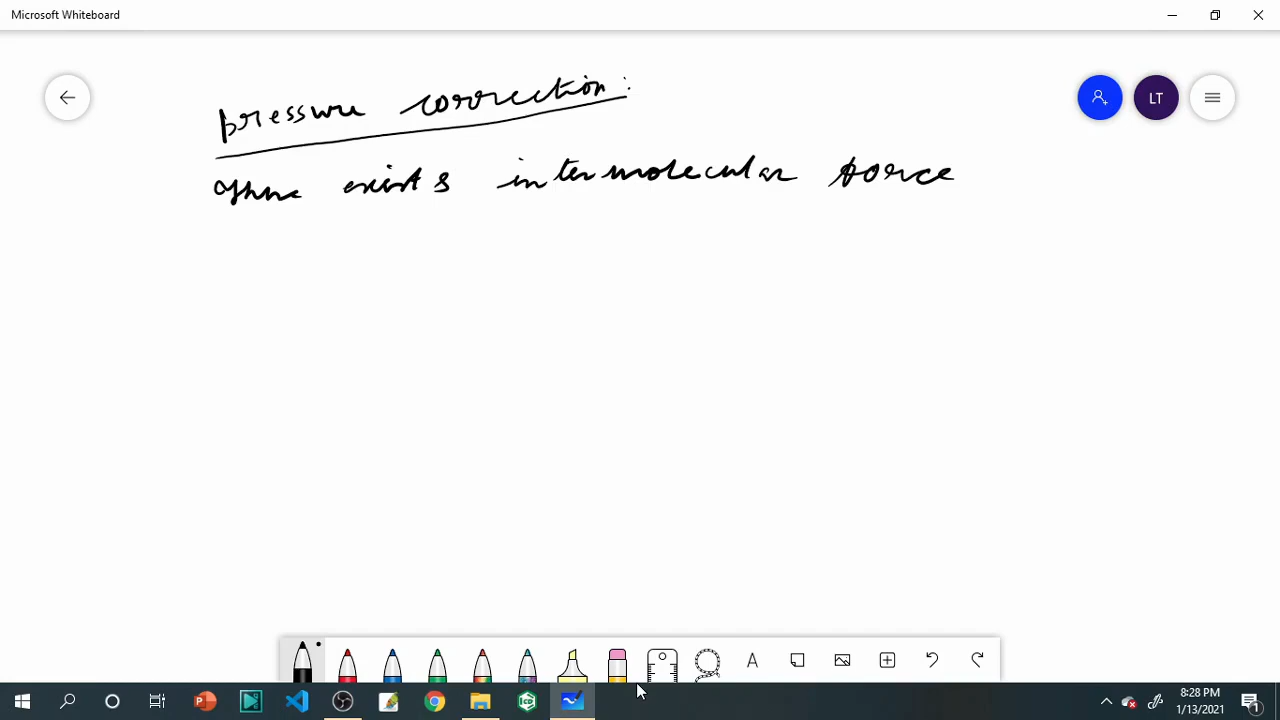 Microsoft Whiteboard
LT
pressure correction:
There exists intermolecular force
A
8:28 PM
1/13/2021